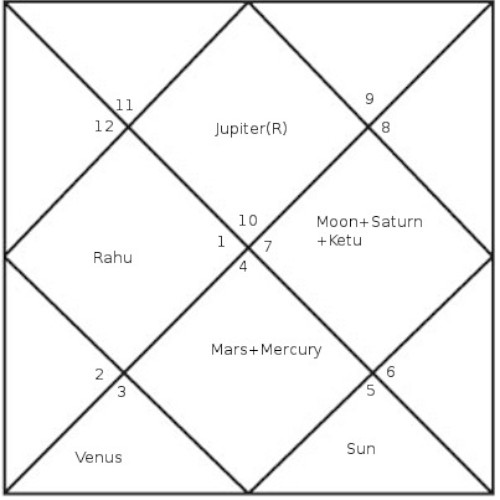 11
9
12
Jupiter(R)
8
10
Moon+Saturn
+Ketu
1
7
Rahu
4
Mars+Mercury
2
6
3
5
Venus
Sun